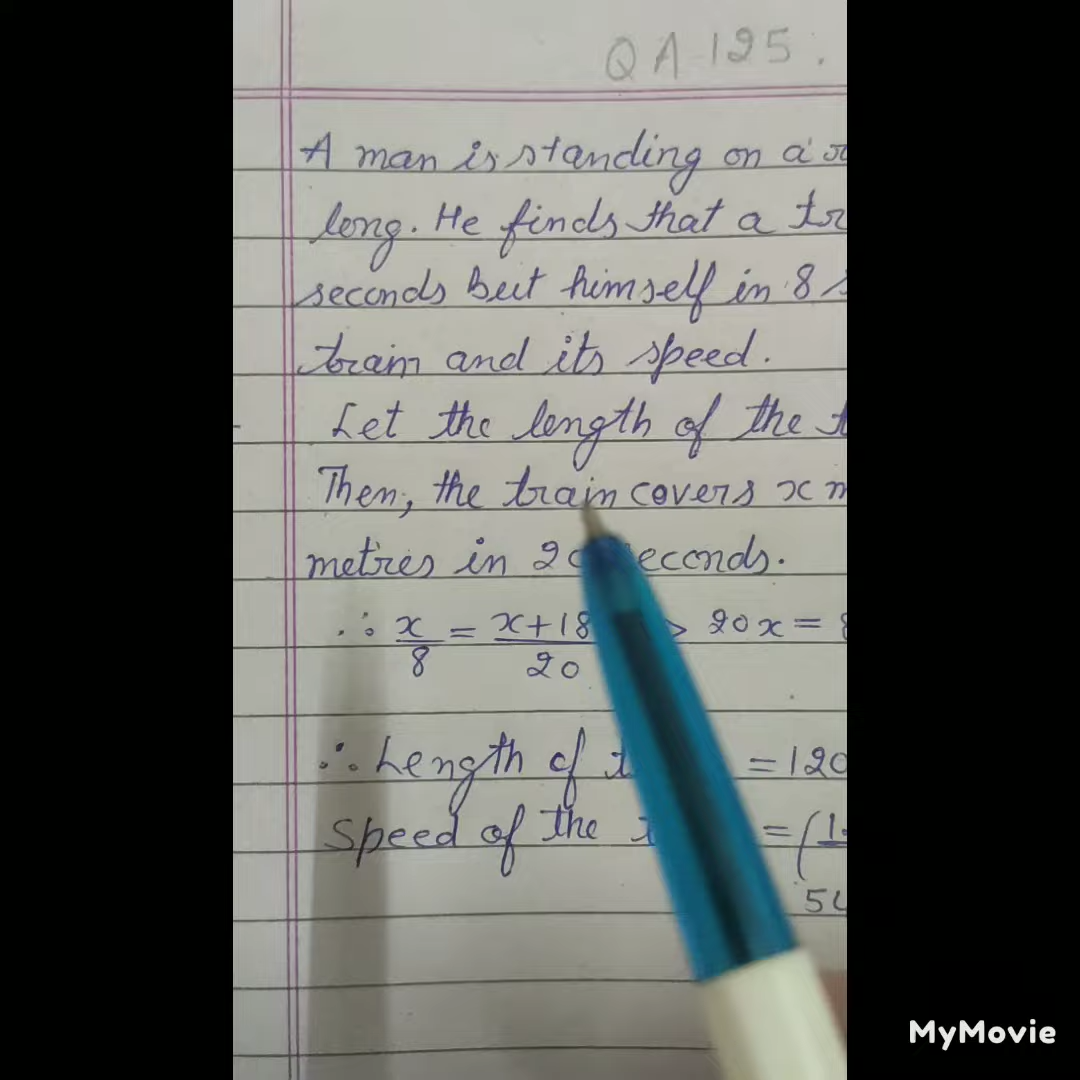 QA 125.
A man is standing on a
long. He finds that a
seconds but himself in 8
train and its speed.
Let the length of the
Then, the train covers x
metres in seconds.
∴ x/8 = x+18 /20 20x =
∴ Length of = 120
Speed of the = (
54
MyMovie